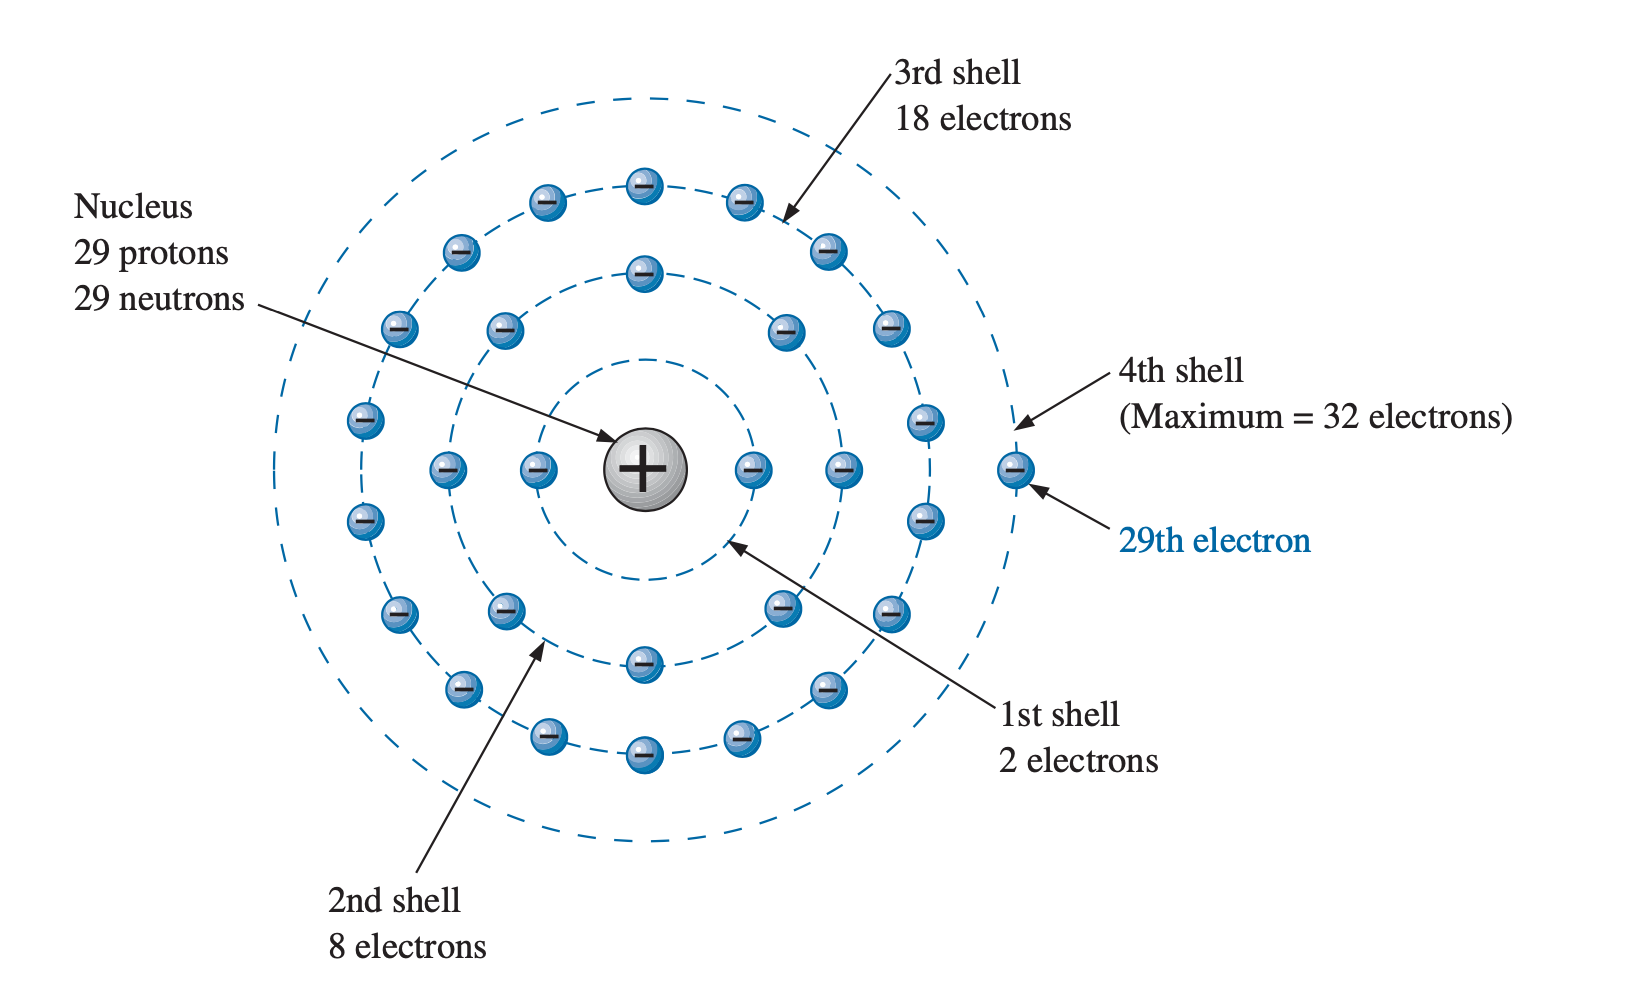 3rd shell
18 electrons
Nucleus
29 protons
29 neutrons
4th shell
(Maximum = 32 electrons)
29th electron
1st shell
2 electrons
2nd shell
8 electrons